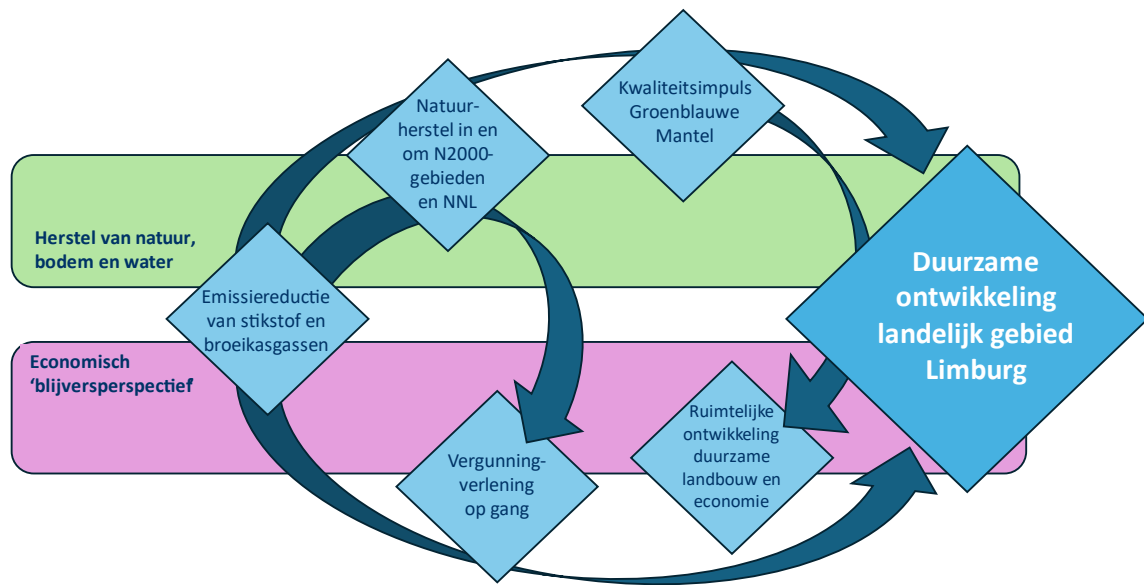 Kwaliteitsimpuls
Groenblauwe
Mantel
Natuur-
herstel in en
om N2000-
gebieden
en NNL
Herstel van natuur,
bodem en water
Emissiereductie
van stikstof en
broeikasgassen
Duurzame
ontwikkeling
landelijk gebied
Limburg
Economisch
‘blijversperspectief’
Vergunning-
verlening
op gang
Ruimtelijke
ontwikkeling
duurzame
landbouw en
economie